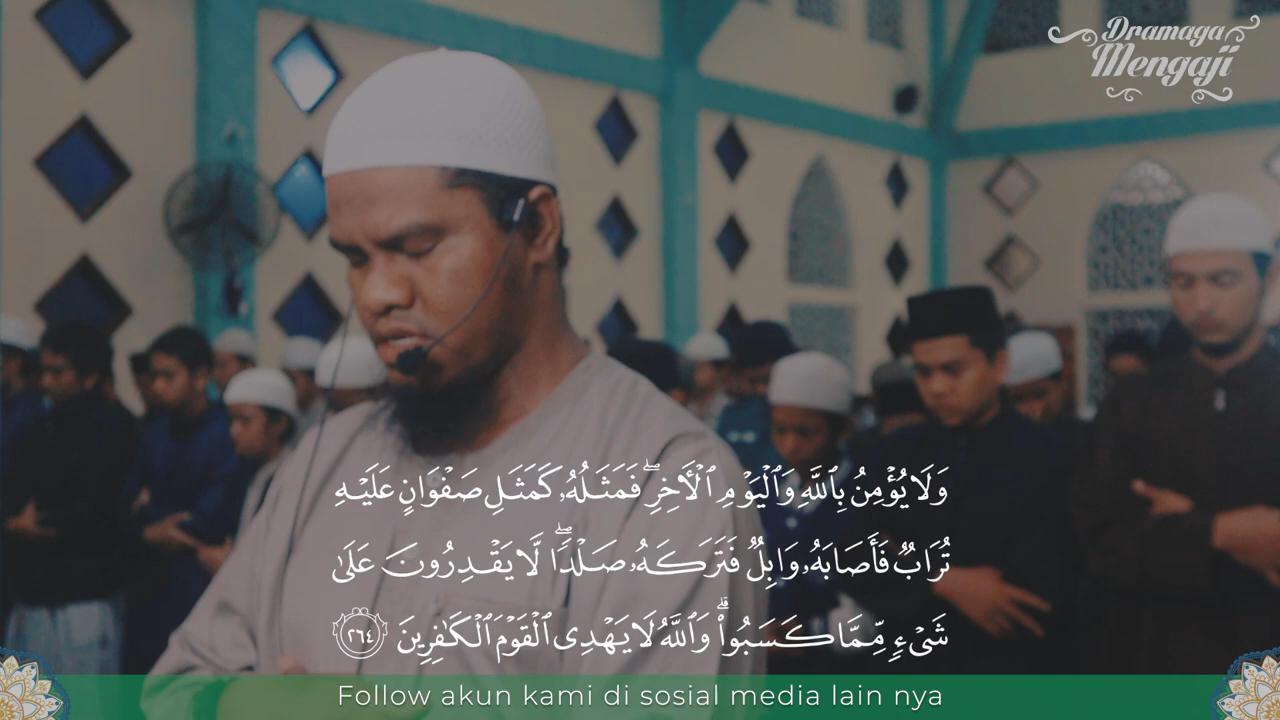 Dramaga
Mengaji
وَلَا يُؤْمِنُ بِٱللَّهِ وَٱلْيَوْمِ ٱلْـَٔاخِرِ ۖ فَمَثَلُهُۥ كَمَثَلِ صَفْوَانٍ عَلَيْهِ
تُرَابٌ فَأَصَابَهُۥ وَابِلٌ فَتَرَكَهُۥ صَلْدًا ۖ لَّا يَقْدِرُونَ عَلَىٰ
شَىْءٍ مِّمَّا كَسَبُوا۟ ۗ وَٱللَّهُ لَا يَهْدِى ٱلْقَوْمَ ٱلْكَـٰفِرِينَ ٢٦٤
Follow akun kami di sosial media lain nya